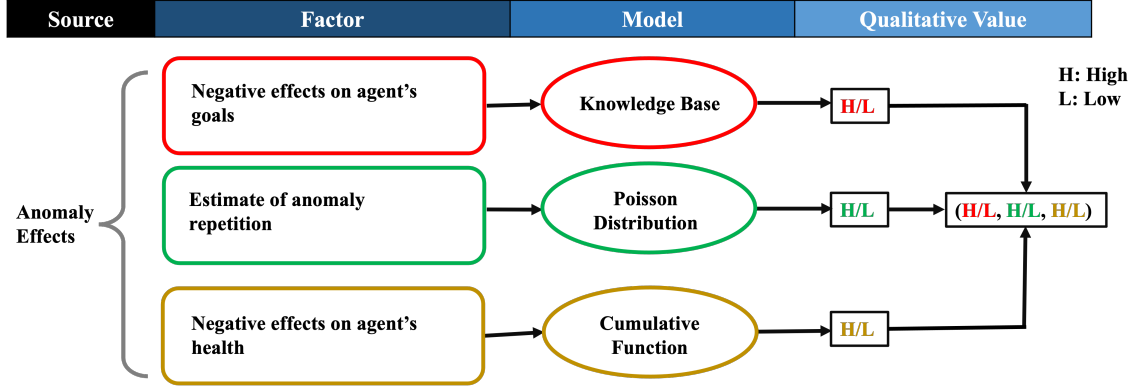 Source
Factor
Model
Qualitative Value
H: High
L: Low
Anomaly
Effects
Negative effects on agent's
goals
Knowledge Base
H/L
Estimate of anomaly
repetition
Poisson
Distribution
H/L
(H/L, H/L, H/L)
Negative effects on agent's
health
Cumulative
Function
H/L